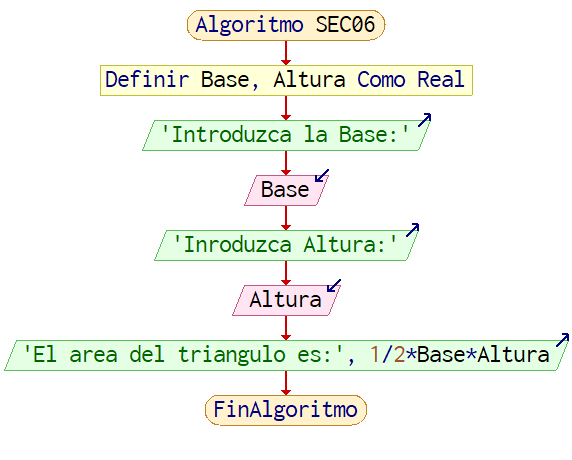 Algoritmo SEC06
Definir Base, Altura Como Real
'Introduzca la Base:'
Base
'Inroduzca Altura:'
Altura
'El area del triangulo es:', 1/2*Base*Altura
FinAlgoritmo